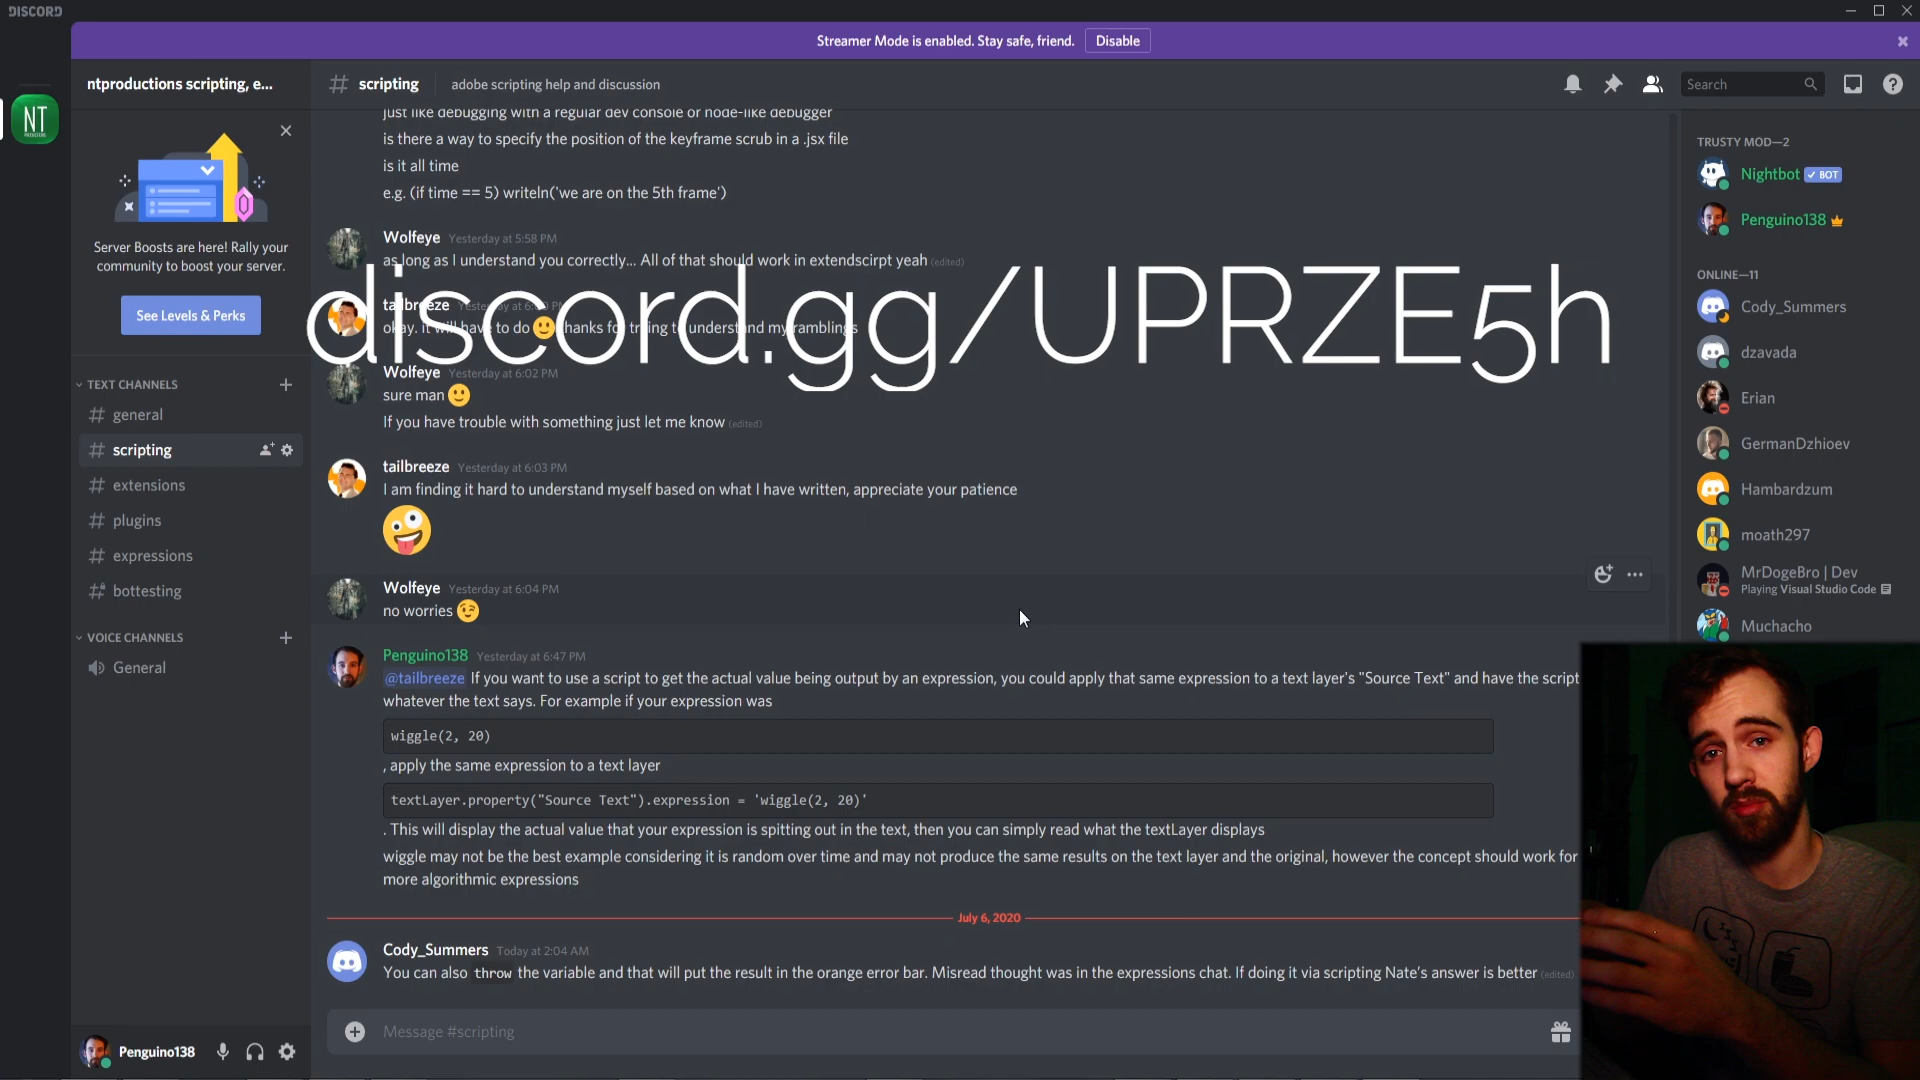 DISCORD
Streamer Mode is enabled. Stay safe, friend. Disable
ntproductions scripting, e...
# scripting
adobe scripting help and discussion
Search
NT
Server Boosts are here! Rally your
community to boost your server.
See Levels & Perks
TEXT CHANNELS
# general
# scripting
# extensions
# plugins
# expressions
# bottesting
VOICE CHANNELS
General
Penguino138
just like debugging with a regular dev console or node-like debugger
is there a way to specify the position of the keyframe scrub in a .jsx file
is it all time
e.g. (if time == 5) writeln('we are on the 5th frame')
Wolfeye Yesterday at 5:58 PM
as long as I understand you correctly... All of that should work in extendscirpt yeah (edited)
discord.gg/UPRZE5h
tailbreeze
okay. it will have to do 🙂 thanks for trying to understand my ramblings
Wolfeye Yesterday at 6:02 PM
sure man 🙂
If you have trouble with something just let me know (edited)
tailbreeze Yesterday at 6:03 PM
I am finding it hard to understand myself based on what I have written, appreciate your patience
🤪
Wolfeye Yesterday at 6:04 PM
no worries 😉
Penguino138 Yesterday at 6:47 PM
@tailbreeze If you want to use a script to get the actual value being output by an expression, you could apply that same expression to a text layer's "Source Text" and have the script
whatever the text says. For example if your expression was
wiggle(2, 20)
, apply the same expression to a text layer
textLayer.property("Source Text").expression = 'wiggle(2, 20)'
. This will display the actual value that your expression is spitting out in the text, then you can simply read what the textLayer displays
wiggle may not be the best example considering it is random over time and may not produce the same results on the text layer and the original, however the concept should work for
more algorithmic expressions
July 6, 2020
Cody_Summers Today at 2:04 AM
You can also throw the variable and that will put the result in the orange error bar. Misread thought was in the expressions chat. If doing it via scripting Nate's answer is better (edited)
Message #scripting
TRUSTY MOD—2
Nightbot ✓ BOT
Penguino138
ONLINE—11
Cody_Summers
dzavada
Erian
GermanDzhioev
Hambardzum
moath297
MrDogeBro | Dev
Playing Visual Studio Code
Muchacho